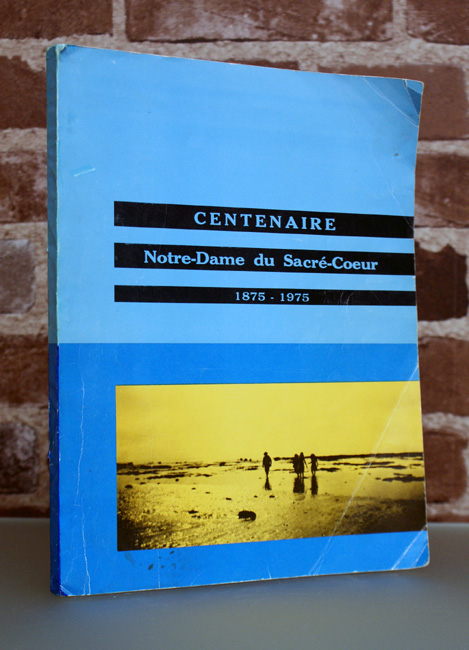 CENTENAIRE
Notre-Dame du Sacré-Coeur
1875 - 1975